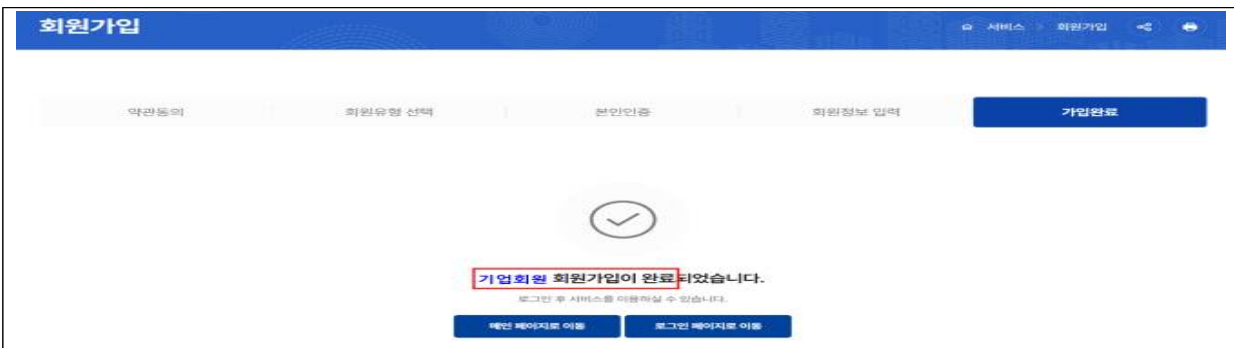 회원가입
서비스 > 회원가입
약관동의 회원유형 선택 본인인증 회원정보 입력 가입완료
기업회원 회원가입이 완료되었습니다.
로그인 후 서비스를 이용하실 수 있습니다.
메인 페이지로 이동 로그인 페이지로 이동